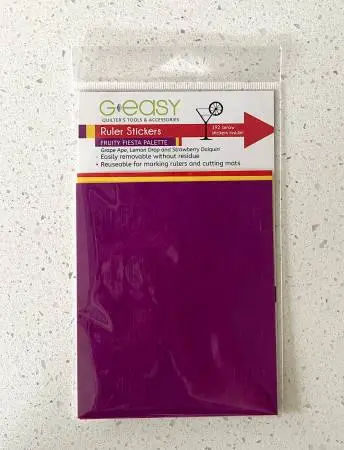 G-EASY
QUILTER'S TOOLS & ACCESSORIES
Ruler Stickers
192 arrow
stickers inside!
FRUITY FIESTA PALETTE
Grape Ape, Lemon Drop and Strawberry Daiquiri
- Easily removable without residue
- Reuseable for marking rulers and cutting mats